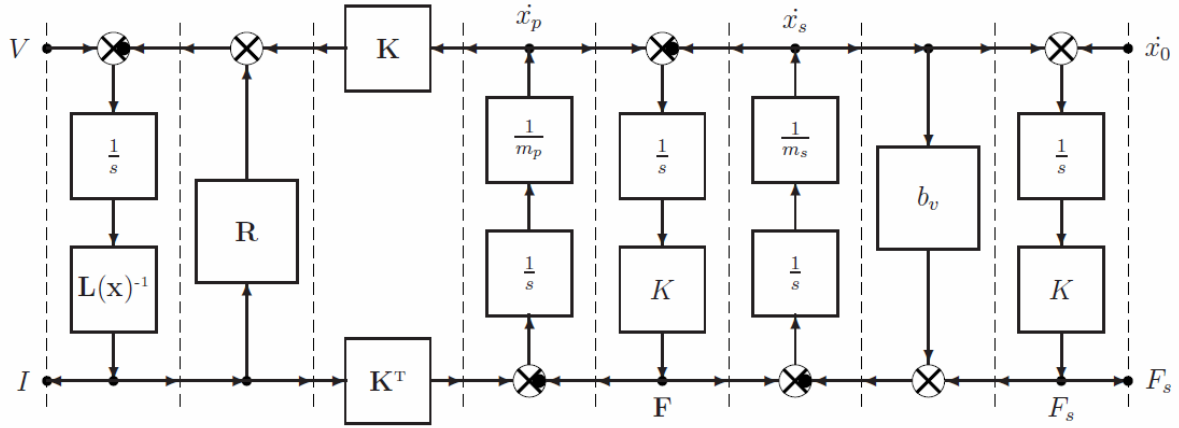 V K ẋₚ ẋₛ ẋ₀
1/s 1/mₚ 1/s 1/mₛ bᵥ 1/s
R
L(x)⁻¹ 1/s K 1/s K
I Kᵀ Fₛ
F Fₛ